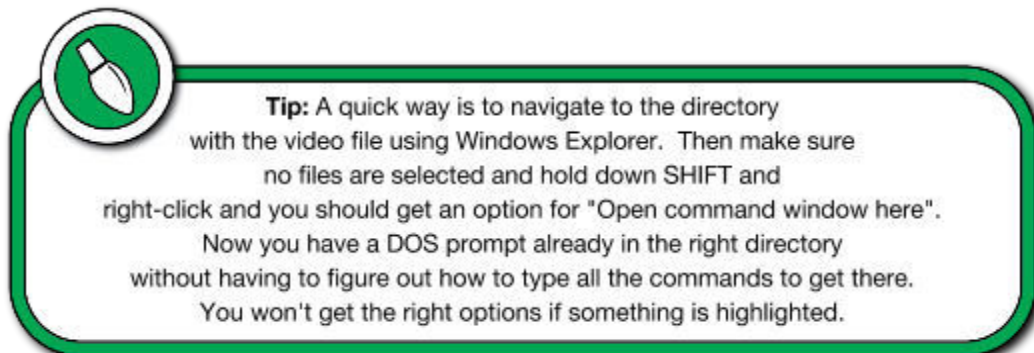 Tip: A quick way is to navigate to the directory
with the video file using Windows Explorer.  Then make sure
no files are selected and hold down SHIFT and
right-click and you should get an option for "Open command window here".
Now you have a DOS prompt already in the right directory
without having to figure out how to type all the commands to get there.
You won't get the right options if something is highlighted.